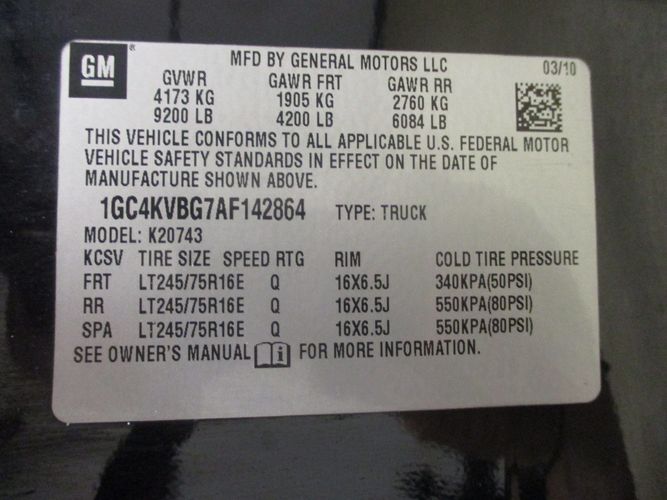 GM ®
MFD BY GENERAL MOTORS LLC 03/10
GVWR GAWR FRT GAWR RR
4173 KG 1905 KG 2760 KG
9200 LB 4200 LB 6084 LB
THIS VEHICLE CONFORMS TO ALL APPLICABLE U.S. FEDERAL MOTOR
VEHICLE SAFETY STANDARDS IN EFFECT ON THE DATE OF
MANUFACTURE SHOWN ABOVE.
1GC4KVBG7AF142864 TYPE: TRUCK
MODEL: K20743
KCSV TIRE SIZE SPEED RTG RIM COLD TIRE PRESSURE
FRT LT245/75R16E Q 16X6.5J 340KPA(50PSI)
RR LT245/75R16E Q 16X6.5J 550KPA(80PSI)
SPA LT245/75R16E Q 16X6.5J 550KPA(80PSI)
SEE OWNER'S MANUAL i FOR MORE INFORMATION.